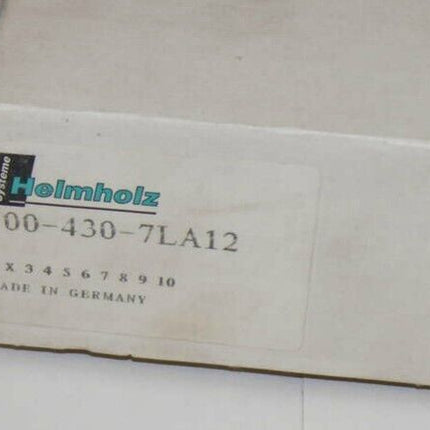 Systeme
Helmholz
00-430-7LA12
X 3 4 5 6 7 8 9 10
ADE IN GERMANY